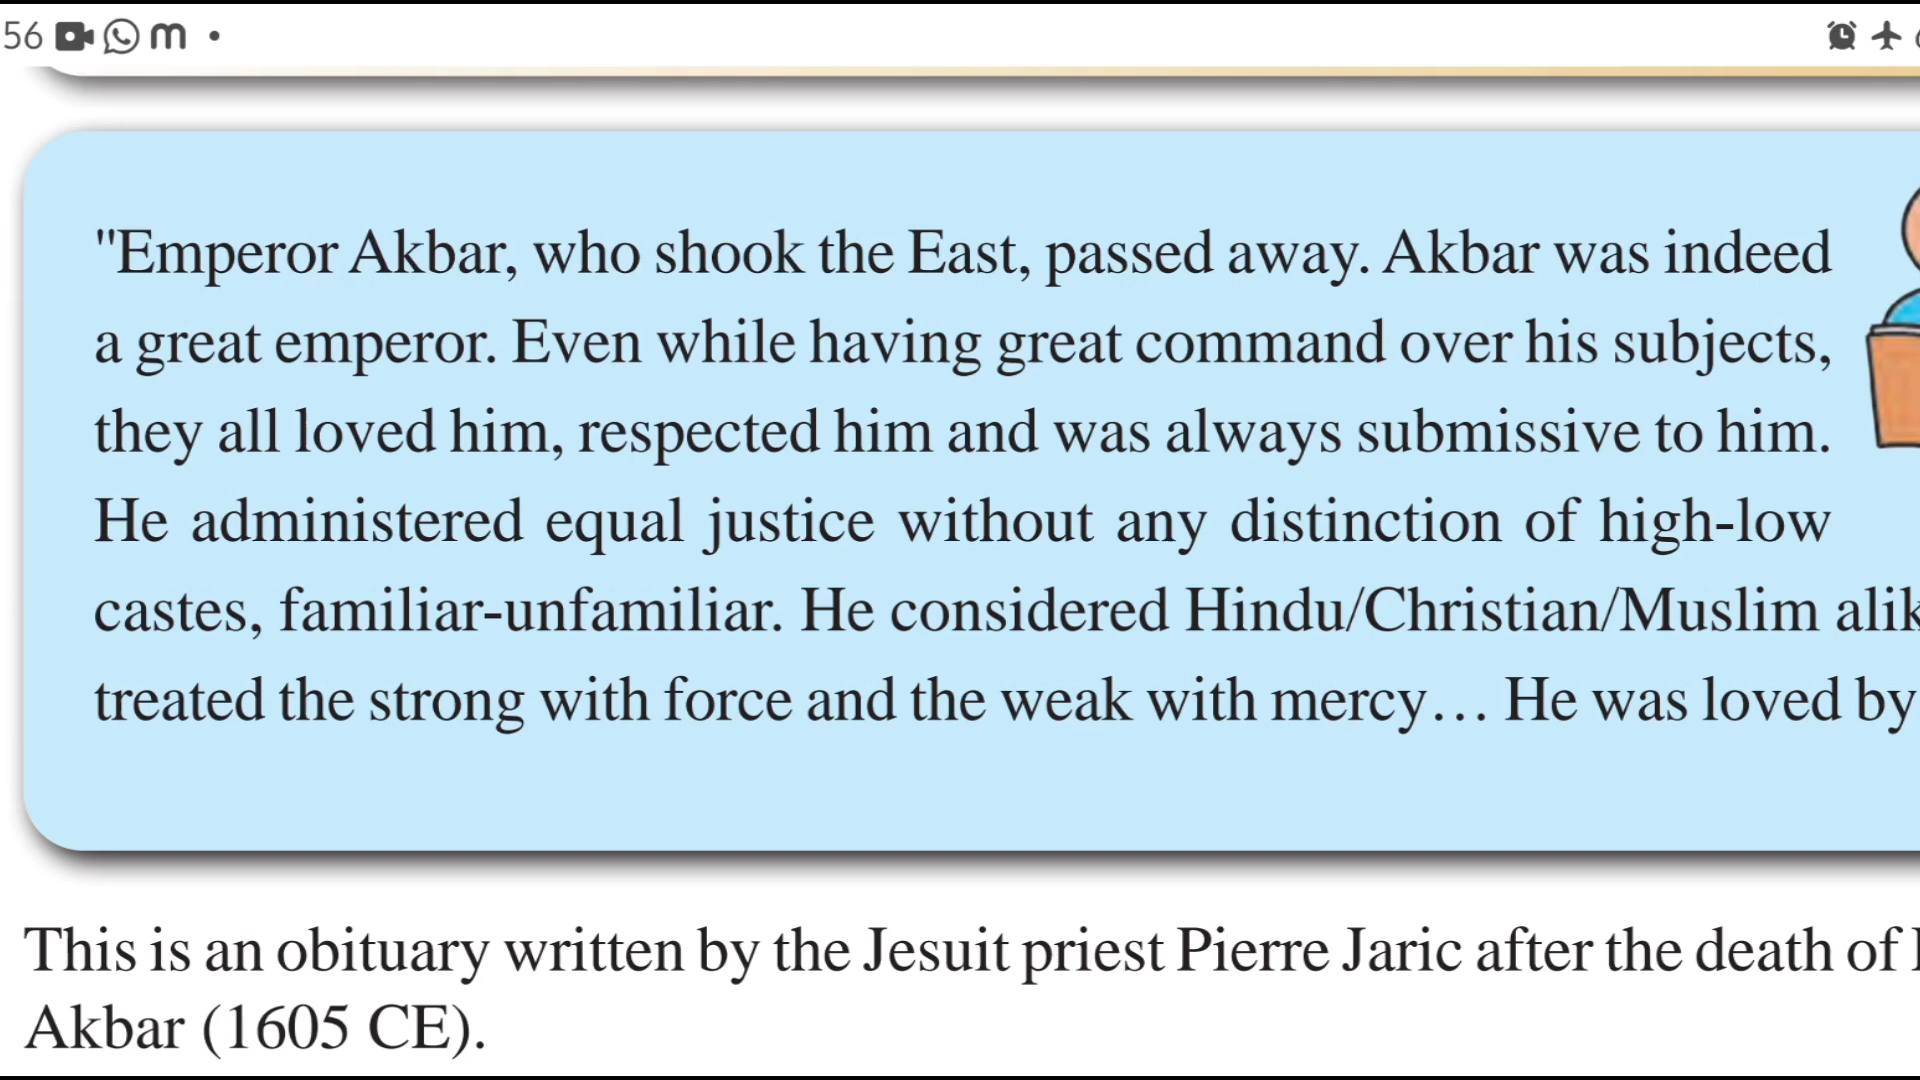 56
"Emperor Akbar, who shook the East, passed away. Akbar was indeed
a great emperor. Even while having great command over his subjects,
they all loved him, respected him and was always submissive to him.
He administered equal justice without any distinction of high-low
castes, familiar-unfamiliar. He considered Hindu/Christian/Muslim
treated the strong with force and the weak with mercy… He was loved by
This is an obituary written by the Jesuit priest Pierre Jaric after the death of
Akbar (1605 CE).